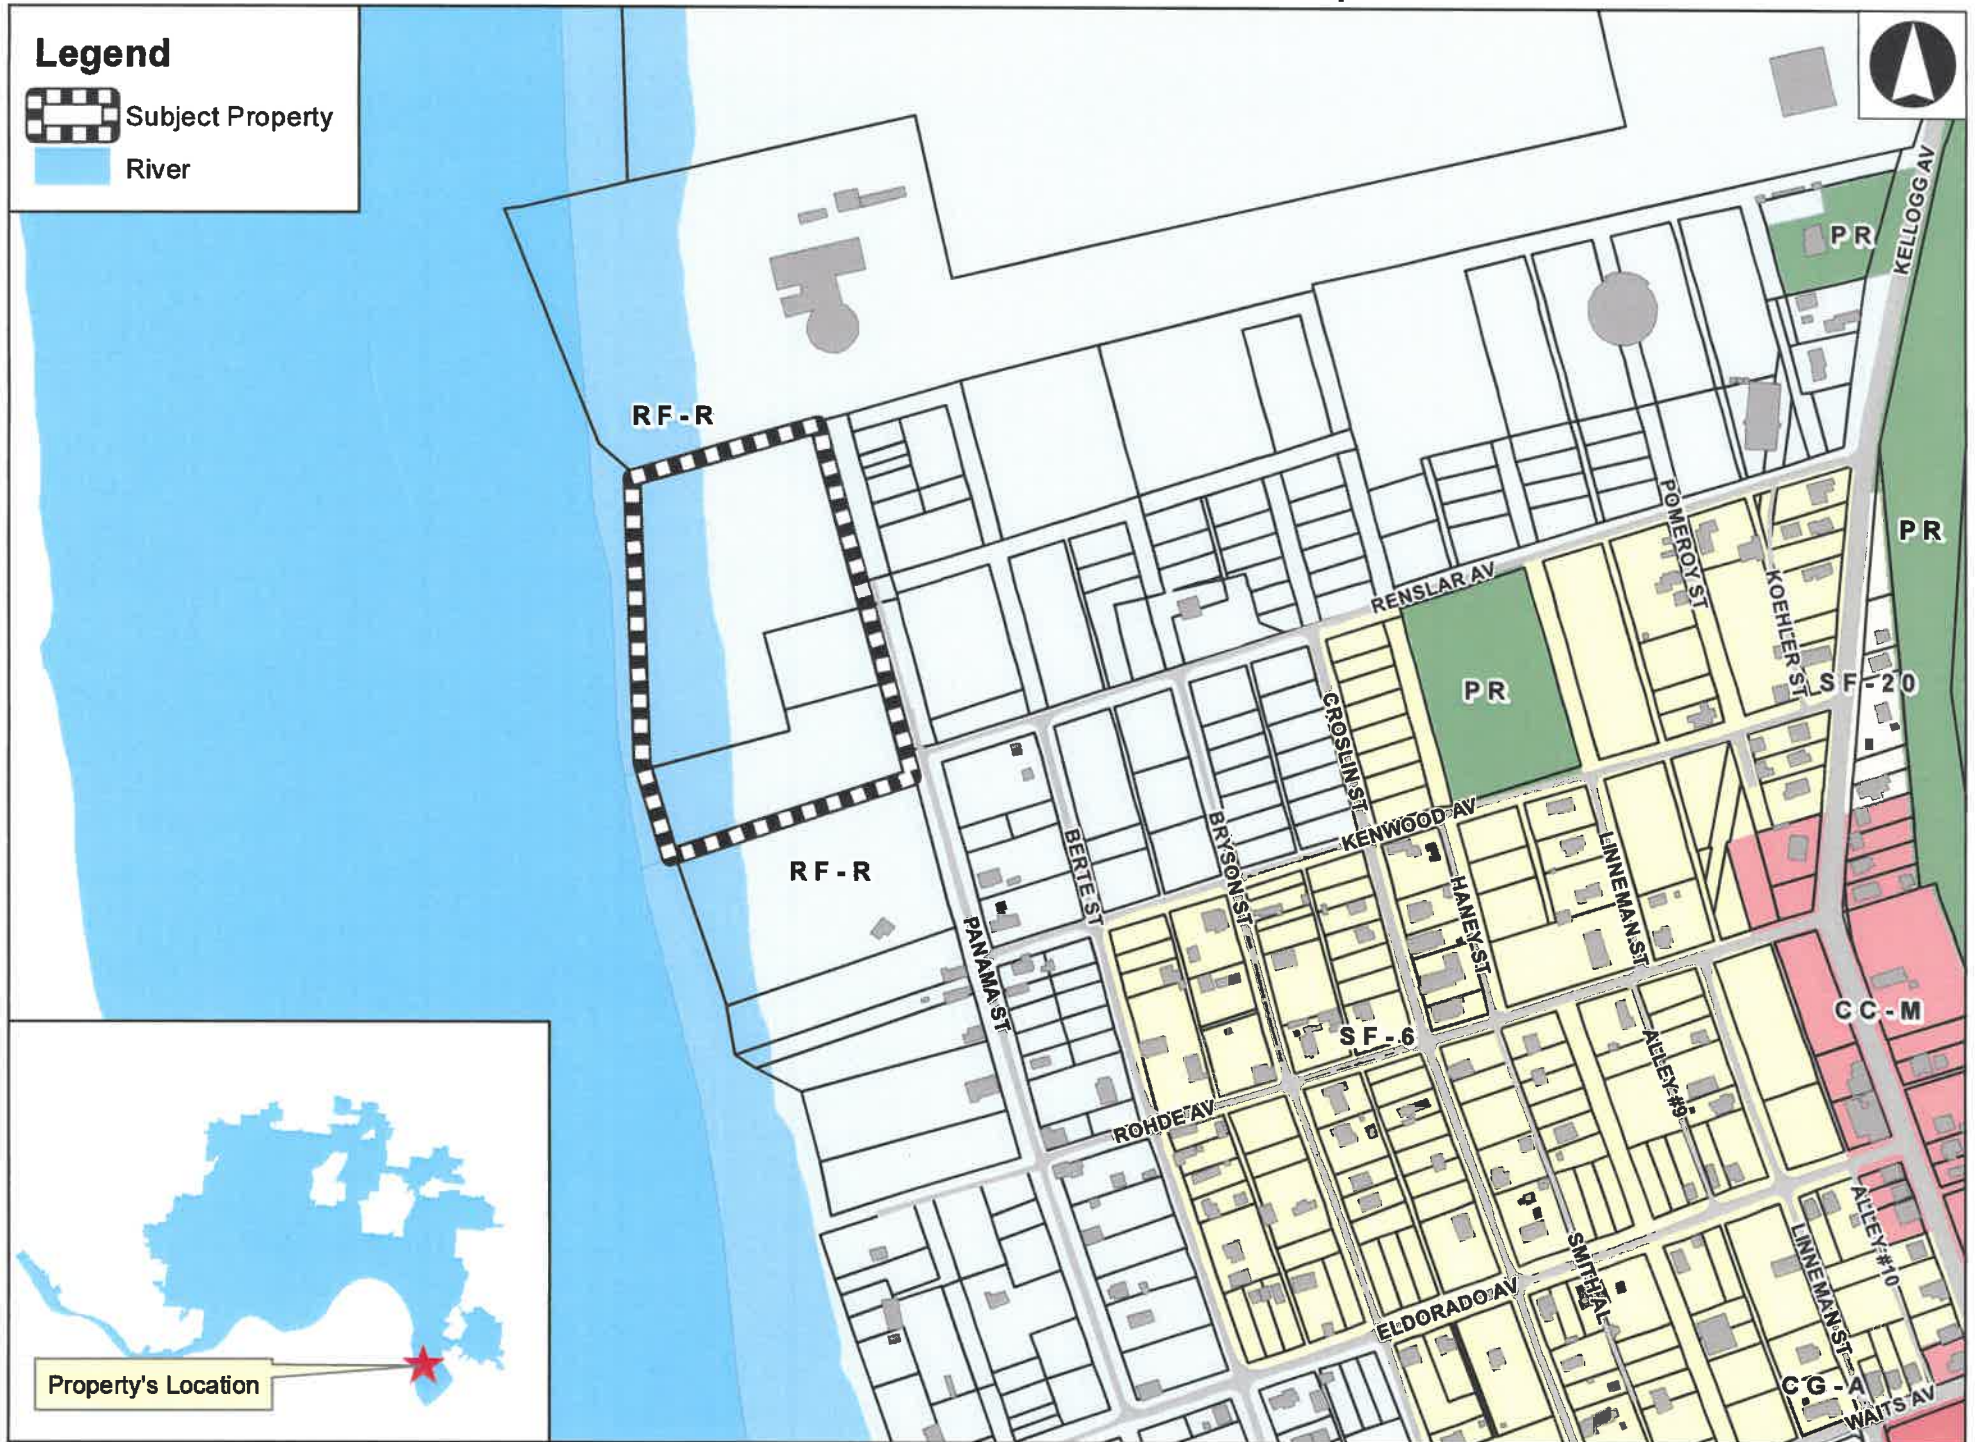 Legend
Subject Property
River
KELLOGG AV
PR
RF-R
POMEROY ST
PR
RENSLAR AV
KOEHLER ST
PR
SF-20
CROSLIN ST
KENWOOD AV
BRYSON ST
BERTE ST
LINNEMAN ST
RF-R
HANEY ST
PANAMA ST
CC-M
SF-6
ALLEY #9
ROHDE AV
ALLEY #10
LINNEMAN ST
SMITH AL
ELDORADO AV
Property's Location
CG-A
WAITS AV